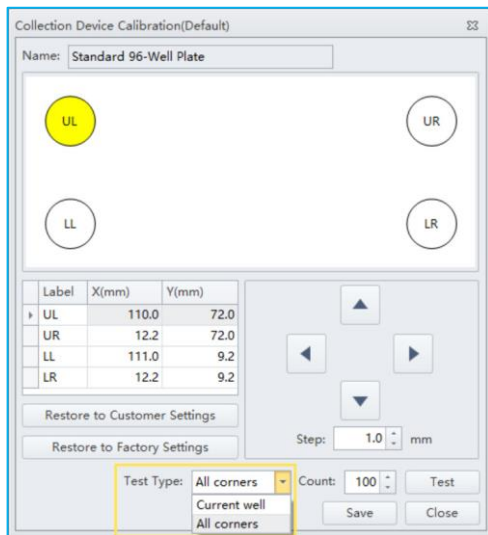 Collection Device Calibration(Default)
Name: Standard 96-Well Plate
UL UR
LL LR
Label X(mm) Y(mm)
UL 110.0 72.0
UR 12.2 72.0
LL 111.0 9.2
LR 12.2 9.2
Restore to Customer Settings
Restore to Factory Settings
Step: 1.0 mm
Test Type: All corners Count: 100 Test
Current well
All corners
Save Close